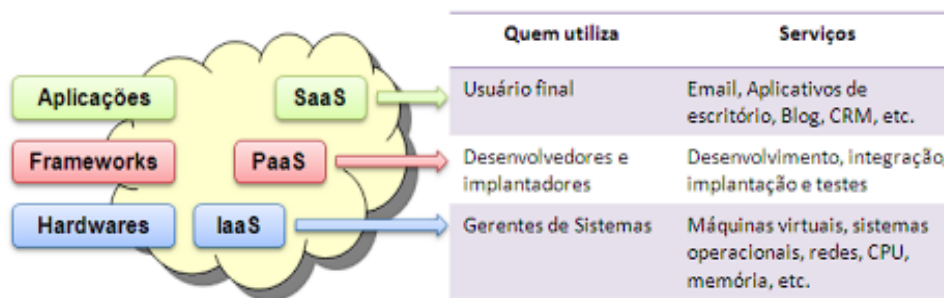 Quem utiliza Serviços
Aplicações SaaS Usuário final Email, Aplicativos de
escritório, Blog, CRM, etc.
Frameworks PaaS Desenvolvedores e Desenvolvimento, integração,
implantadores implantação e testes
Hardwares IaaS Gerentes de Sistemas Máquinas virtuais, sistemas
operacionais, redes, CPU,
memória, etc.